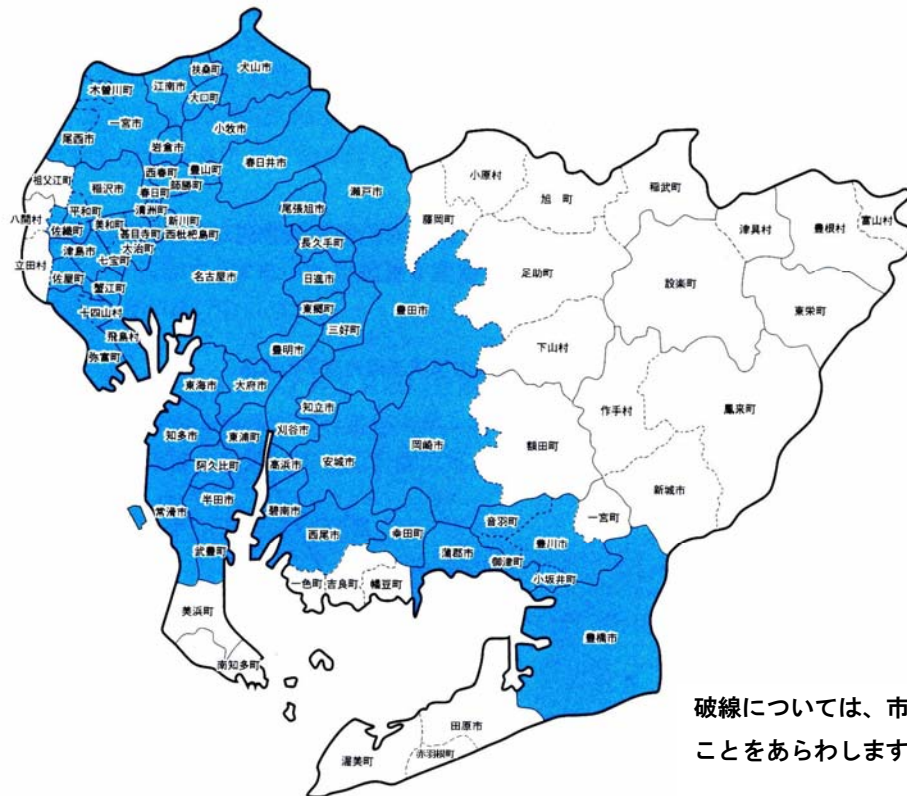 扶桑町
犬山市
木曽川町
江南市
大口町
一宮市
小牧市
尾西市
岩倉市
春日井市
西春町
豊山町
祖父江町
稲沢市
師勝町
春日町
瀬戸市
小原村
旭 町
稲武町
藤岡町
津具村
豊根村
富山村
八開村
平和町
清洲町
新川町
尾張旭市
佐織町
美和町
甚目寺町
西枇杷島町
津島市
大治町
長久手町
立田村
七宝町
足助町
設楽町
佐屋町
蟹江町
名古屋市
日進市
東栄町
十四山村
東郷町
豊田市
飛島村
三好町
弥富町
豊明市
下山村
東海市
大府市
作手村
鳳来町
知立市
知多市
東浦町
刈谷市
岡崎市
額田町
阿久比町
高浜市
安城市
新城市
半田市
常滑市
碧南市
音羽町
一宮町
西尾市
幸田町
豊川市
武豊町
蒲郡市
御津町
一色町
吉良町
幡豆町
小坂井町
美浜町
豊橋市
南知多町
田原市
渥美町
赤羽根町
破線については、市
ことをあらわします